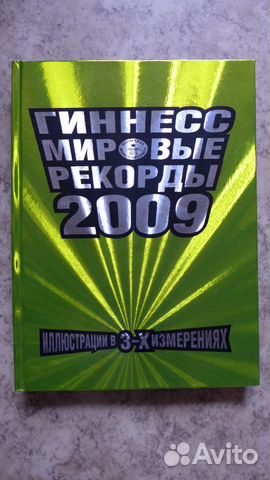 ГИННЕСС
МИРОВЫЕ
РЕКОРДЫ
2009
ИЛЛЮСТРАЦИИ В 3-Х ИЗМЕРЕНИЯХ
Avito